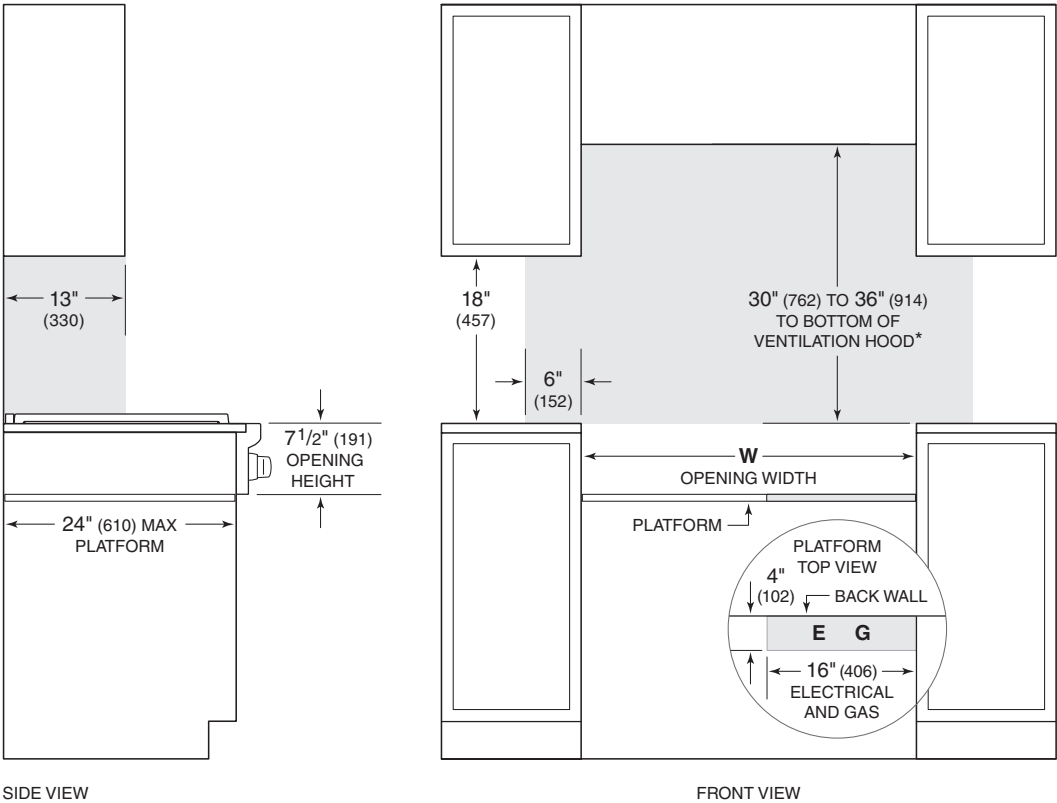 13"
(330)
7 1/2" (191)
OPENING
HEIGHT
24" (610) MAX
PLATFORM
SIDE VIEW
18"
(457)
30" (762) TO 36" (914)
TO BOTTOM OF
VENTILATION HOOD*
6"
(152)
W
OPENING WIDTH
PLATFORM
PLATFORM
TOP VIEW
4"
(102)
BACK WALL
E G
16" (406)
ELECTRICAL
AND GAS
FRONT VIEW